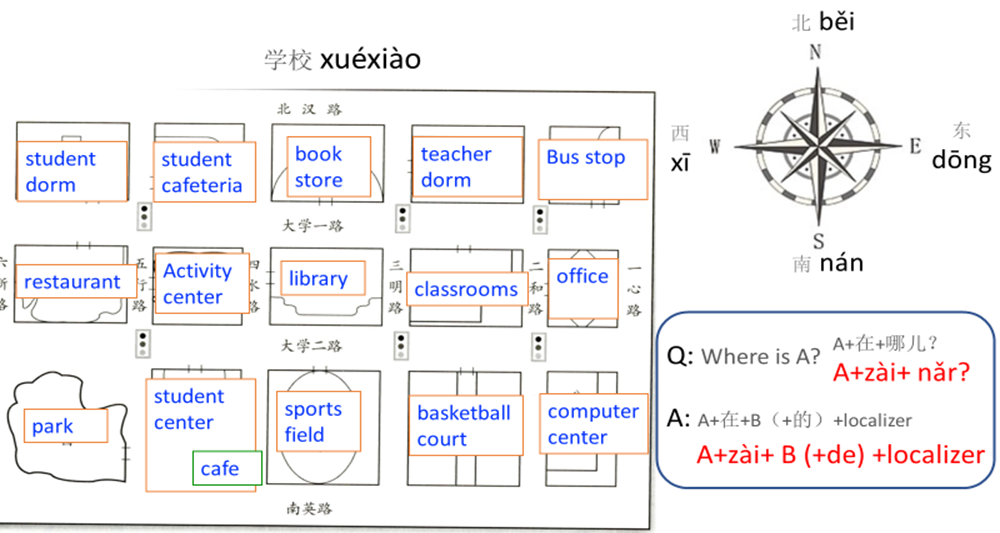 学校 xuéxiào
北 汉 路
student
dorm
student
cafeteria
book
store
teacher
dorm
Bus stop
大学一路
restaurant
五行路
Activity
center
四水路
library
三明路
classrooms
二和路
office
一心路
大学二路
park
student
center
cafe
sports
field
basketball
court
computer
center
南英路
北 běi
N
西
xī
W
E
东
dōng
S
南 nán
Q: Where is A? A+在+哪儿？
A+zài+ nǎr?
A: A+在+B（+的）+localizer
A+zài+ B (+de) +localizer